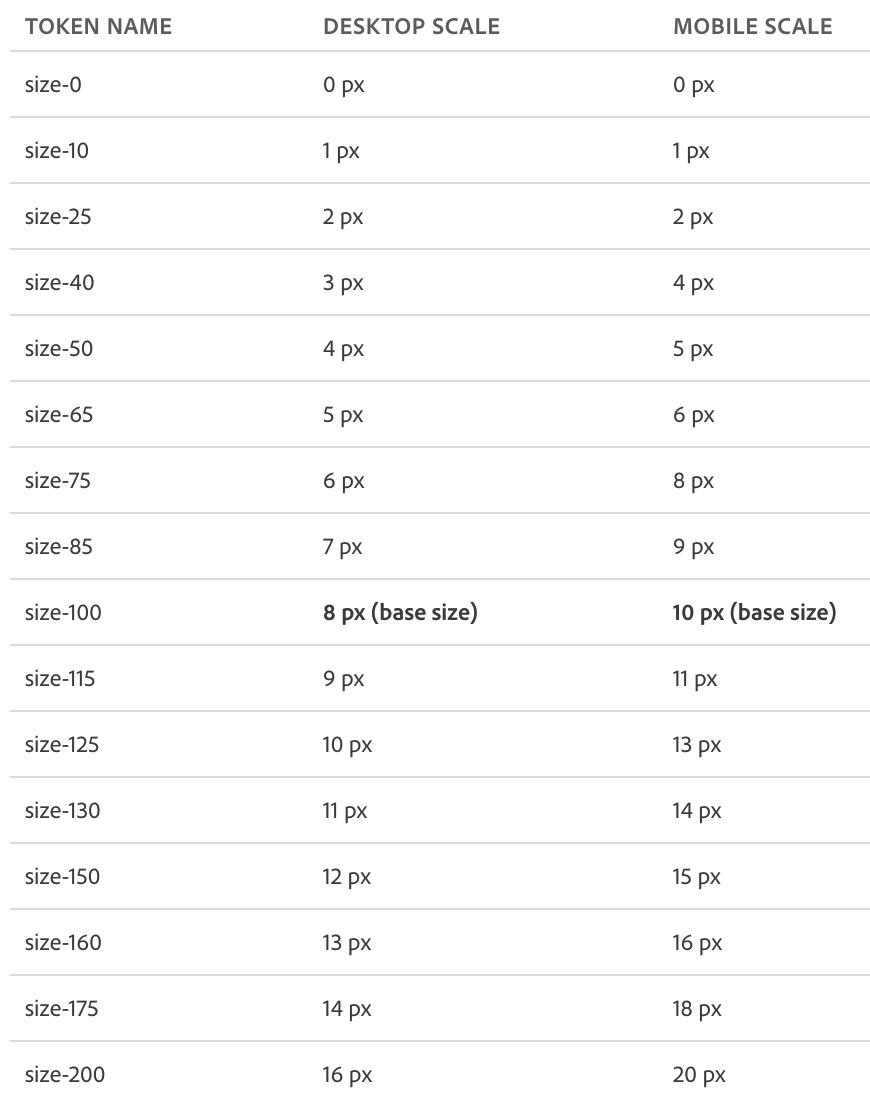 TOKEN NAME DESKTOP SCALE MOBILE SCALE
size-0 0 px 0 px
size-10 1 px 1 px
size-25 2 px 2 px
size-40 3 px 4 px
size-50 4 px 5 px
size-65 5 px 6 px
size-75 6 px 8 px
size-85 7 px 9 px
size-100 8 px (base size) 10 px (base size)
size-115 9 px 11 px
size-125 10 px 13 px
size-130 11 px 14 px
size-150 12 px 15 px
size-160 13 px 16 px
size-175 14 px 18 px
size-200 16 px 20 px